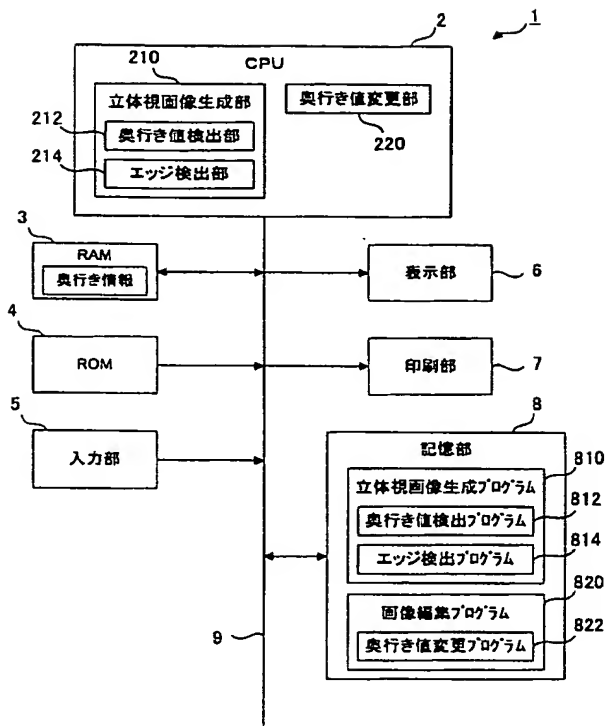 1
2
CPU
210
立体視画像生成部
212
奥行き値検出部
214
エッジ検出部
奥行き値変更部
220
3
RAM
奥行き情報
表示部
6
4
ROM
印刷部
7
5
入力部
8
記憶部
810
立体視画像生成プログラム
812
奥行き値検出プログラム
814
エッジ検出プログラム
820
画像編集プログラム
822
奥行き値変更プログラム
9